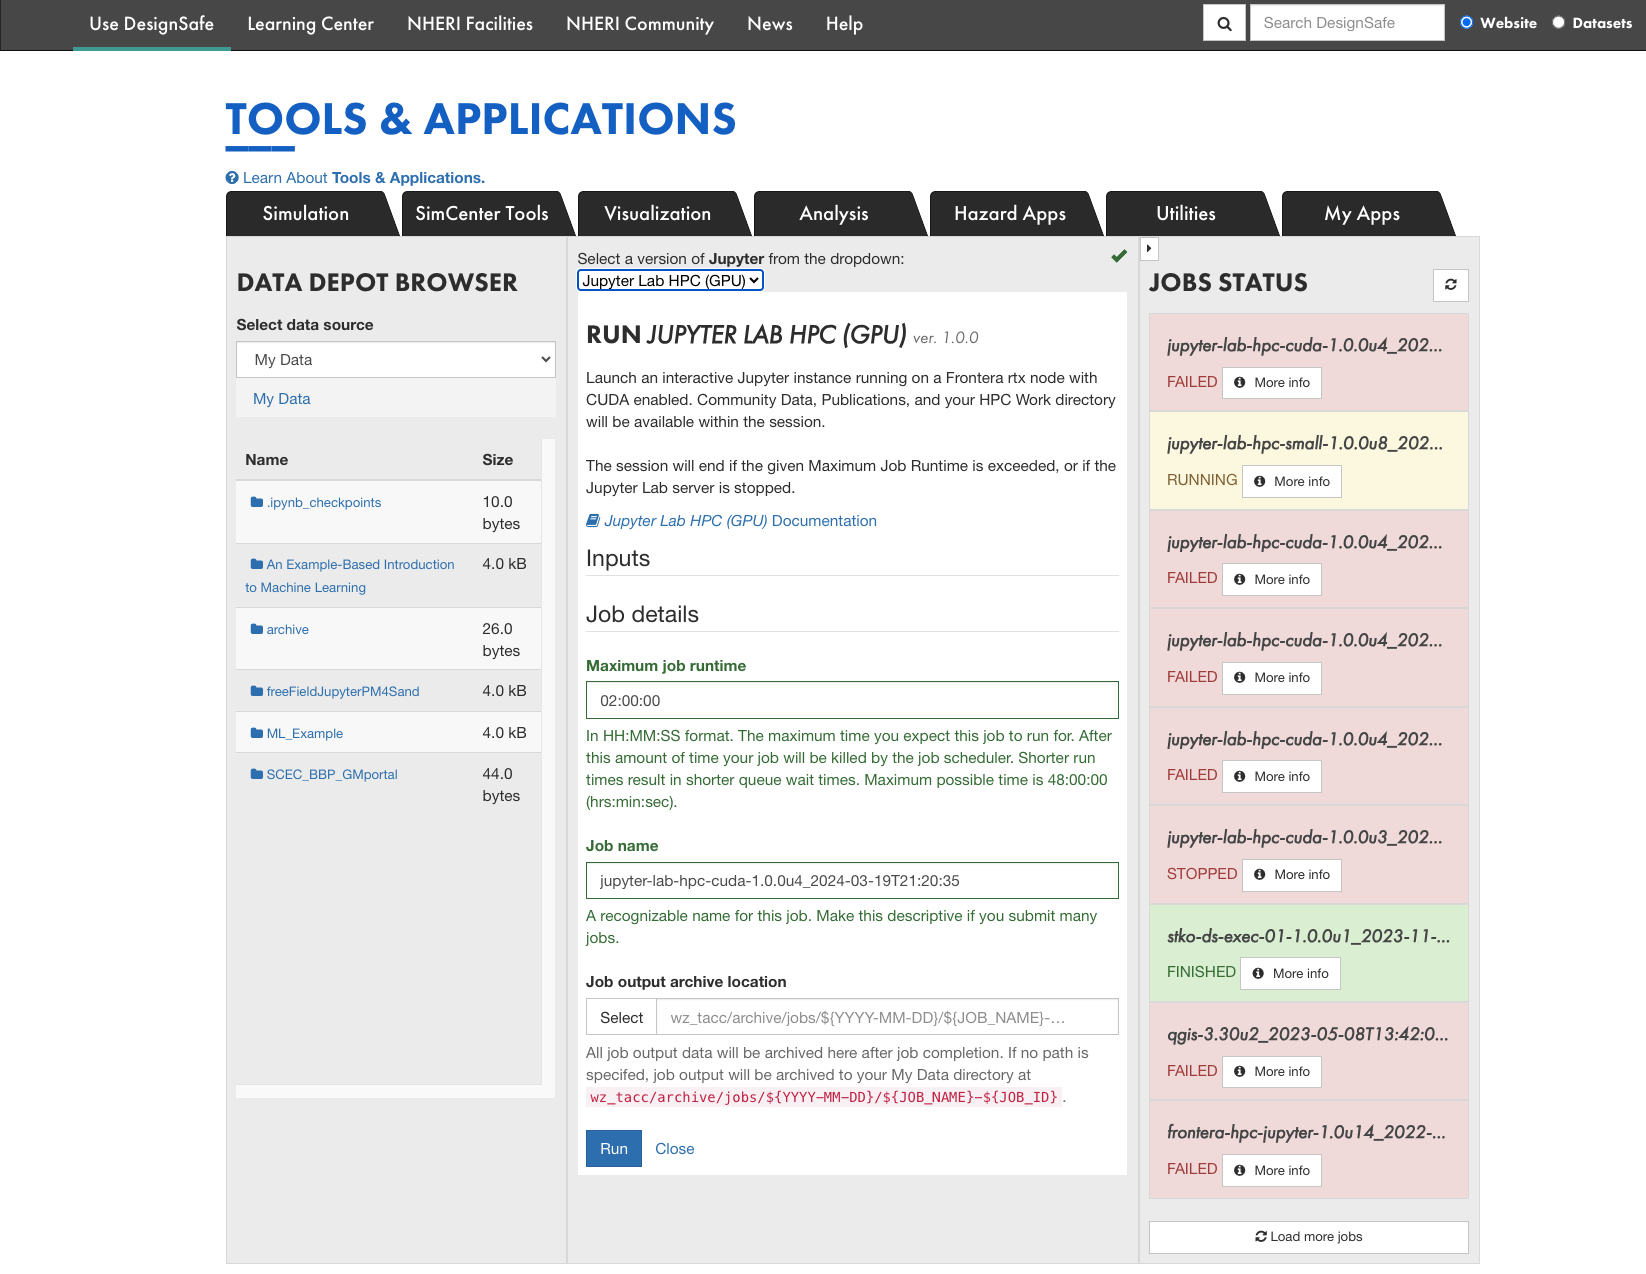 Use DesignSafe Learning Center NHERI Facilities NHERI Community News Help Search DesignSafe Website Datasets
TOOLS & APPLICATIONS
Learn About Tools & Applications.
Simulation SimCenter Tools Visualization Analysis Hazard Apps Utilities My Apps
DATA DEPOT BROWSER
Select data source
My Data
My Data
Name Size
.ipynb_checkpoints 10.0
bytes
An Example-Based Introduction 4.0 kB
to Machine Learning
archive 26.0
bytes
freeFieldJupyterPM4Sand 4.0 kB
ML_Example 4.0 kB
SCEC_BBP_GMportal 44.0
bytes
Select a version of Jupyter from the dropdown:
Jupyter Lab HPC (GPU)
RUN JUPYTER LAB HPC (GPU) ver. 1.0.0
Launch an interactive Jupyter instance running on a Frontera rtx node with
CUDA enabled. Community Data, Publications, and your HPC Work directory
will be available within the session.
The session will end if the given Maximum Job Runtime is exceeded, or if the
Jupyter Lab server is stopped.
Jupyter Lab HPC (GPU) Documentation
Inputs
Job details
Maximum job runtime
02:00:00
In HH:MM:SS format. The maximum time you expect this job to run for. After
this amount of time your job will be killed by the job scheduler. Shorter run
times result in shorter queue wait times. Maximum possible time is 48:00:00
(hrs:min:sec).
Job name
jupyter-lab-hpc-cuda-1.0.0u4_2024-03-19T21:20:35
A recognizable name for this job. Make this descriptive if you submit many
jobs.
Job output archive location
Select wz_tacc/archive/jobs/${YYYY-MM-DD}/${JOB_NAME}-...
All job output data will be archived here after job completion. If no path is
specifed, job output will be archived to your My Data directory at
wz_tacc/archive/jobs/${YYYY-MM-DD}/${JOB_NAME}-${JOB_ID} .
Run Close
JOBS STATUS
jupyter-lab-hpc-cuda-1.0.0u4_202...
FAILED More info
jupyter-lab-hpc-small-1.0.0u8_202...
RUNNING More info
jupyter-lab-hpc-cuda-1.0.0u4_202...
FAILED More info
jupyter-lab-hpc-cuda-1.0.0u4_202...
FAILED More info
jupyter-lab-hpc-cuda-1.0.0u4_202...
FAILED More info
jupyter-lab-hpc-cuda-1.0.0u3_202...
STOPPED More info
stko-ds-exec-01-1.0.0u1_2023-11-...
FINISHED More info
qgis-3.30u2_2023-05-08T13:42:0...
FAILED More info
frontera-hpc-jupyter-1.0u14_2022-...
FAILED More info
Load more jobs